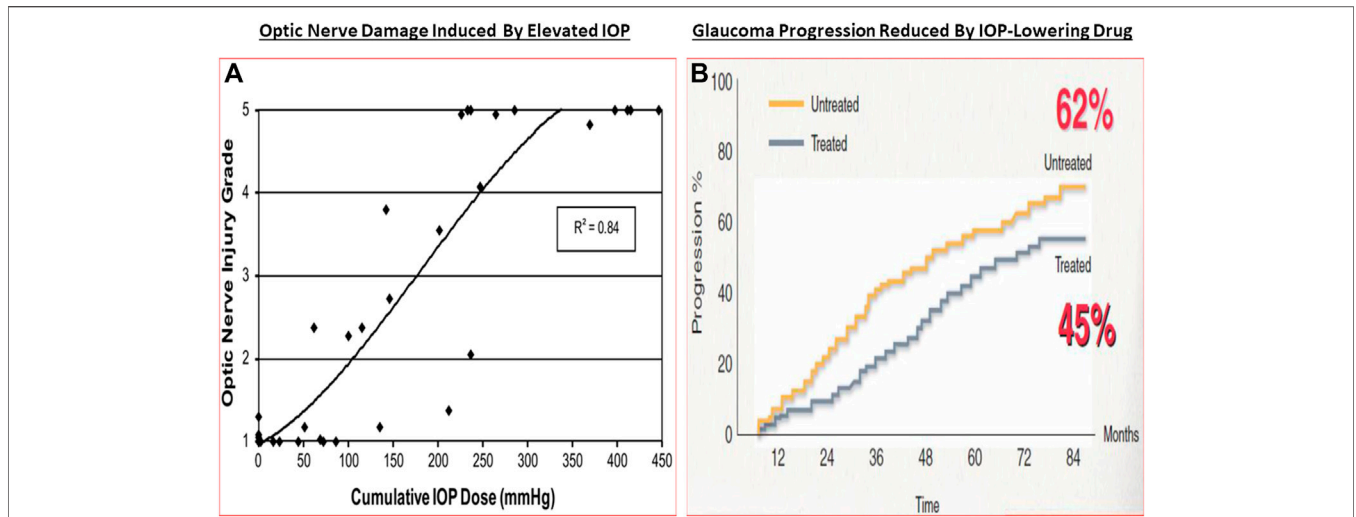 Optic Nerve Damage Induced By Elevated IOP
Glaucoma Progression Reduced By IOP-Lowering Drug
A
Optic Nerve Injury Grade
5
4
3
2
1
R² = 0.84
0 50 100 150 200 250 300 350 400 450
Cumulative IOP Dose (mmHg)
B
Progression %
100
80
60
40
20
0
Untreated
Treated
62%
Untreated
Treated
45%
Months
12 24 36 48 60 72 84
Time